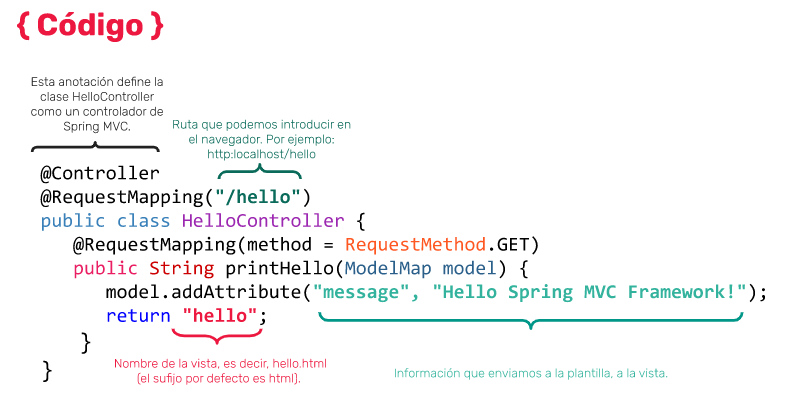 { Código }
Esta anotación define la
clase HelloController
como un controlador de
Spring MVC.
Ruta que podemos introducir en
el navegador. Por ejemplo:
http:localhost/hello
@Controller
@RequestMapping("/hello")
public class HelloController {
@RequestMapping(method = RequestMethod.GET)
public String printHello(ModelMap model) {
model.addAttribute("message", "Hello Spring MVC Framework!");
return "hello";
}
Nombre de la vista, es decir, hello.html
(el sufijo por defecto es html).
Información que enviamos a la plantilla, a la vista.
}